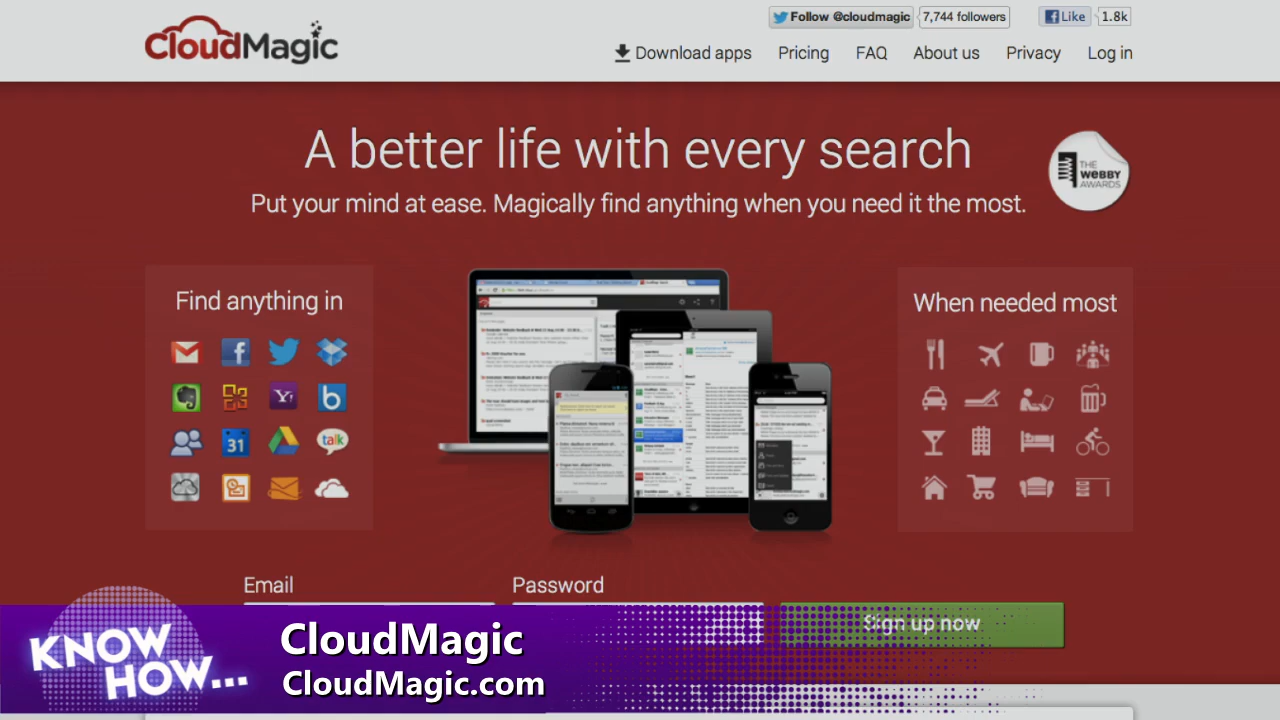 CloudMagic
Follow @cloudmagic
7,744 followers
Like
1.8k
Download apps
Pricing
FAQ
About us
Privacy
Log in
A better life with every search
Put your mind at ease. Magically find anything when you need it the most.
THE
WEBBY
AWARDS
Find anything in
31
talk
When needed most
Email
Password
Sign up now
KNOW
HOW...
CloudMagic
CloudMagic.com